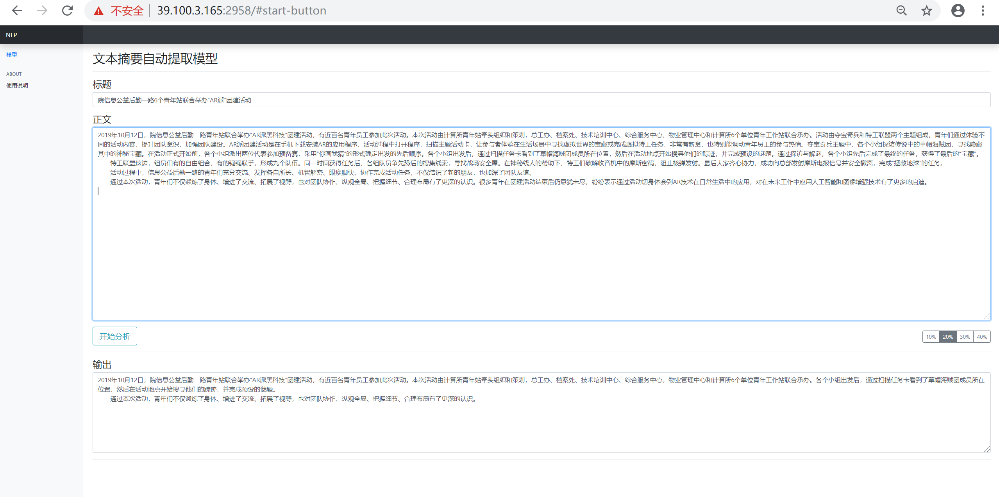 不安全 39.100.3.165:2958/#start-button
NLP
模型
ABOUT
使用说明
文本摘要自动提取模型
标题
院信息公益后勤一路6个青年站联合举办“AR派”团建活动
正文
2019年10月12日，院信息公益后勤一路青年站联合举办“AR派黑科技”团建活动，有近百名青年员工参加此次活动。本次活动由计算所青年站牵头组织和策划，总工办、档案处、技术培训中心、综合服务中心、物业管理中心和计算所6个单位青年工作站联合承办。活动由夺宝奇兵和特工联盟两个主题组成，青年们通过体验不
同的活动内容，提升团队意识，加强团队建设。AR派团建活动是在手机下载安装AR的应用程序，活动过程中打开程序，扫描主题活动卡，让参与者体验在生活场景中寻找虚拟世界的宝藏或完成虚拟特工任务，非常有新意，也特别能调动青年员工的参与热情。夺宝奇兵主题中，各个小组探访传说中的草帽海贼团，寻找隐藏
其中的神秘宝藏。在活动正式开始前，各个小组派出两位代表参加预备赛，采用“你画我猜”的形式确定出发的先后顺序。各个小组出发后，通过扫描任务卡看到了草帽海贼团成员所在位置，然后在活动地点开始搜寻他们的踪迹，并完成预设的谜题。通过探访与解谜，各个小组先后完成了最终的任务，获得了最后的“宝藏”。
特工联盟这边，组员们有的自由组合，有的强强联手，形成九个队伍。同一时间获得任务后，各组队员争先恐后的搜集线索，寻找战场安全屋。在神秘线人的帮助下，特工们破解收音机中的摩斯密码，阻止核弹发射。最后大家齐心协力，成功向总部发射摩斯电报信号并安全撤离，完成“拯救地球”的任务。
活动过程中，信息公益后勤一路的青年们充分交流、发挥各自所长、机智解密、眼疾脚快、协作完成活动任务，不仅结识了新的朋友，也加深了团队友谊。
通过本次活动，青年们不仅锻炼了身体、增进了交流、拓展了视野，也对团队协作、纵观全局、把握细节、合理布局有了更深的认识。很多青年在团建活动结束后仍意犹未尽，纷纷表示通过活动切身体会到AR技术在日常生活中的应用，对在未来工作中应用人工智能和图像增强技术有了更多的启迪。
开始分析
10% 20% 30% 40%
输出
2019年10月12日，院信息公益后勤一路青年站联合举办“AR派黑科技”团建活动，有近百名青年员工参加此次活动。本次活动由计算所青年站牵头组织和策划，总工办、档案处、技术培训中心、综合服务中心、物业管理中心和计算所6个单位青年工作站联合承办。各个小组出发后，通过扫描任务卡看到了草帽海贼团成员所在
位置，然后在活动地点开始搜寻他们的踪迹，并完成预设的谜题。
通过本次活动，青年们不仅锻炼了身体、增进了交流、拓展了视野，也对团队协作、纵观全局、把握细节、合理布局有了更深的认识。